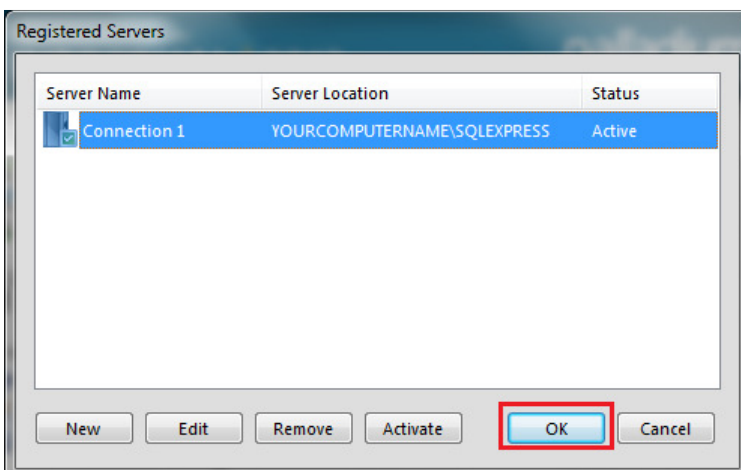 Registered Servers
Server Name Server Location Status
Connection 1 YOURCOMPUTERNAME\SQLEXPRESS Active
New Edit Remove Activate OK Cancel